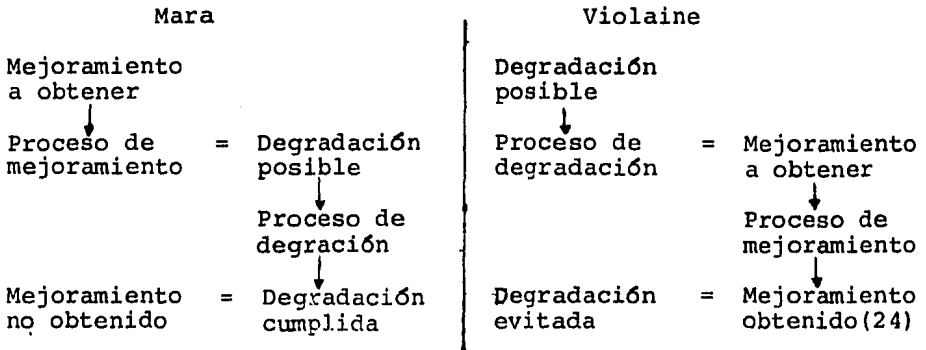 Mara
Mejoramiento
a obtener
Proceso de = Degradación
mejoramiento posible
Proceso de
degración
Mejoramiento = Degradación
no obtenido cumplida
Violaine
Degradación
posible
Proceso de = Mejoramiento
degradación a obtener
Proceso de
mejoramiento
Degradación = Mejoramiento
evitada obtenido(24)